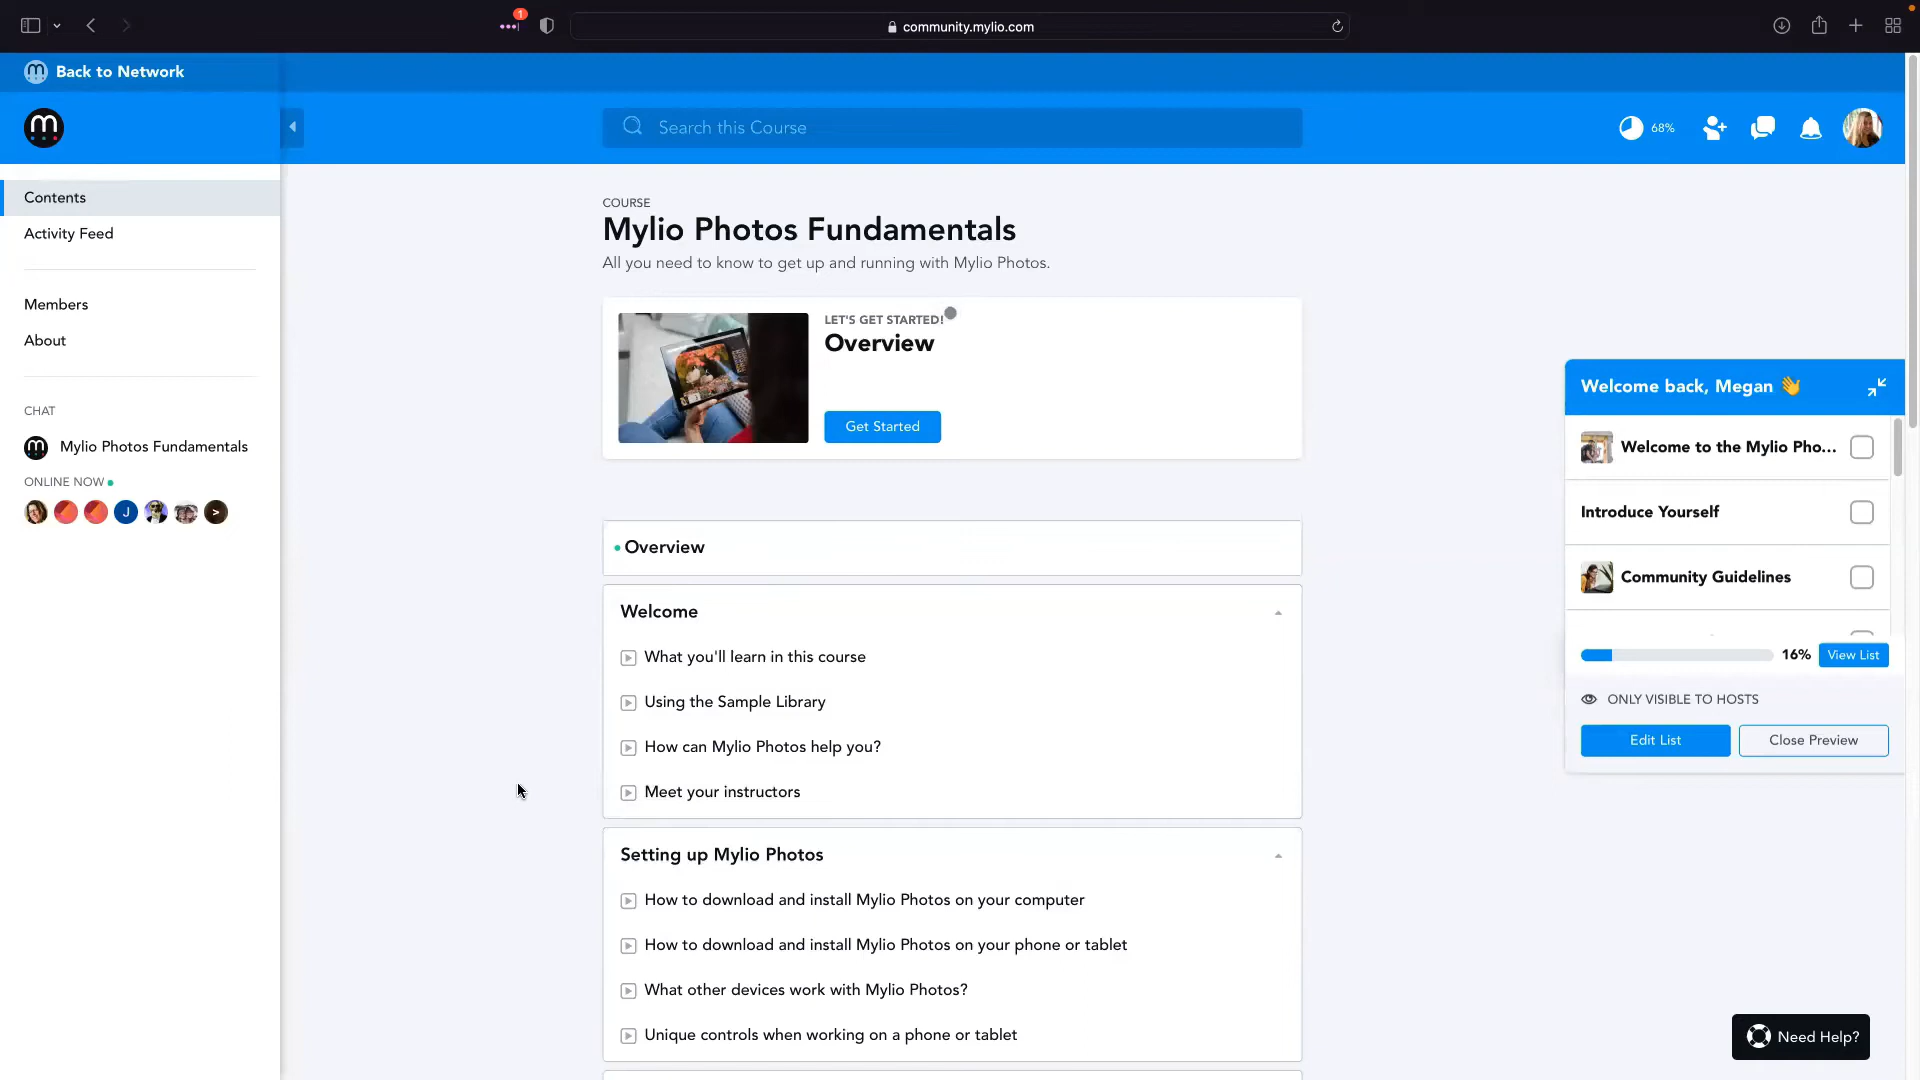 1
community.mylio.com
Back to Network
Search this Course
68%
Contents
Activity Feed
Members
About
CHAT
Mylio Photos Fundamentals
ONLINE NOW
J
COURSE
Mylio Photos Fundamentals
All you need to know to get up and running with Mylio Photos.
LET'S GET STARTED!
Overview
Get Started
Overview
Welcome
What you'll learn in this course
Using the Sample Library
How can Mylio Photos help you?
Meet your instructors
Setting up Mylio Photos
How to download and install Mylio Photos on your computer
How to download and install Mylio Photos on your phone or tablet
What other devices work with Mylio Photos?
Unique controls when working on a phone or tablet
Welcome back, Megan 👋
Welcome to the Mylio Pho...
Introduce Yourself
Community Guidelines
16%
View List
ONLY VISIBLE TO HOSTS
Edit List
Close Preview
Need Help?